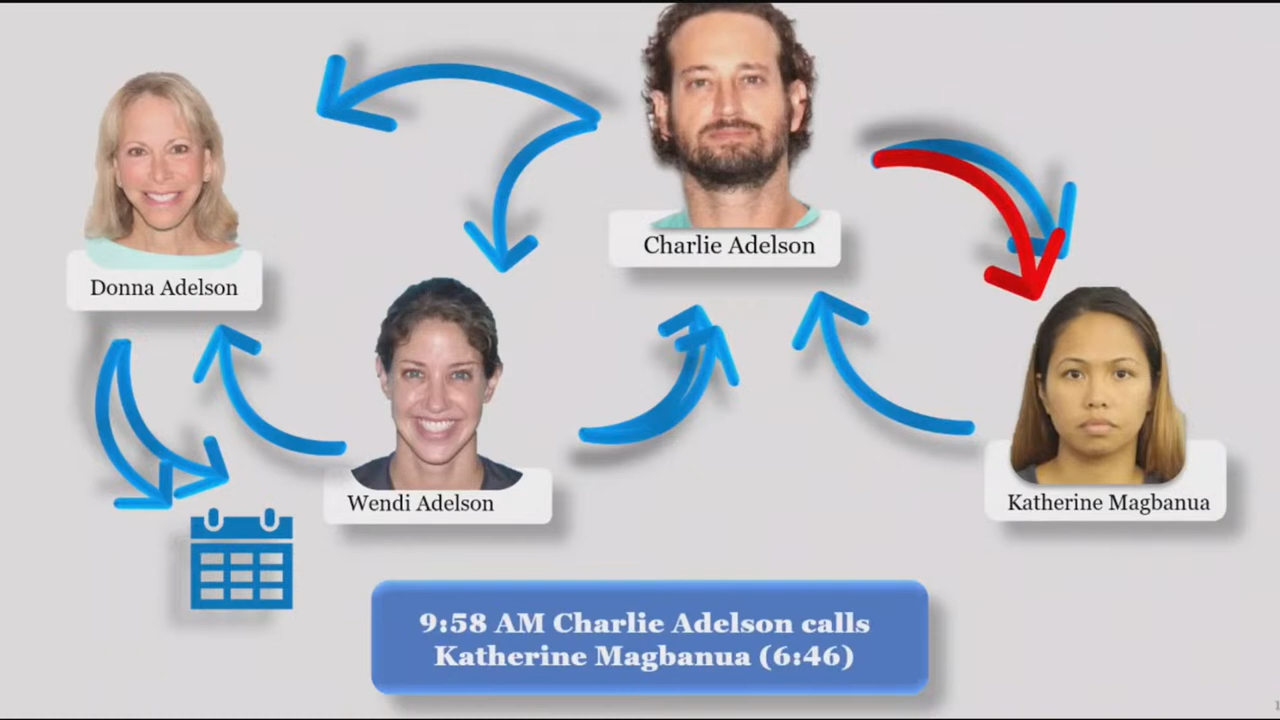 Charlie Adelson
Donna Adelson
Wendi Adelson
Katherine Magbanua
9:58 AM Charlie Adelson calls
Katherine Magbanua (6:46)